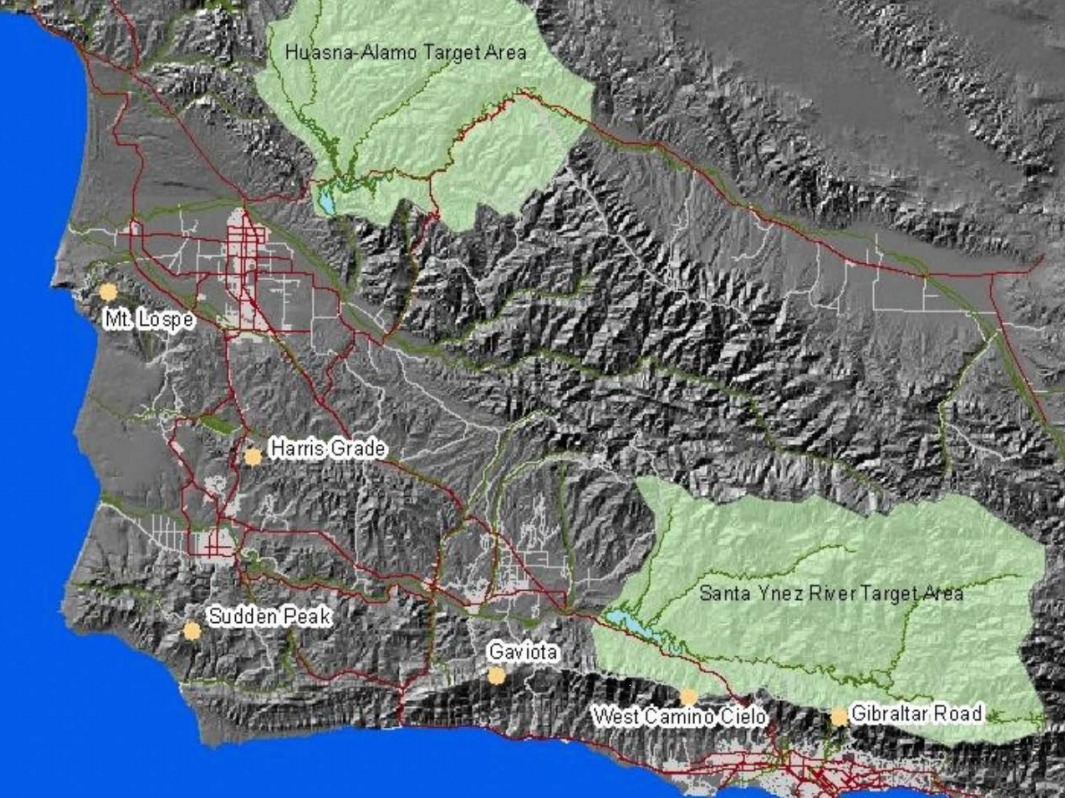 Huasna-Alamo Target Area
Mt. Lospe
Harris Grade
Santa Ynez River Target Area
Sudden Peak
Gaviota
West Camino Cielo
Gibraltar Road